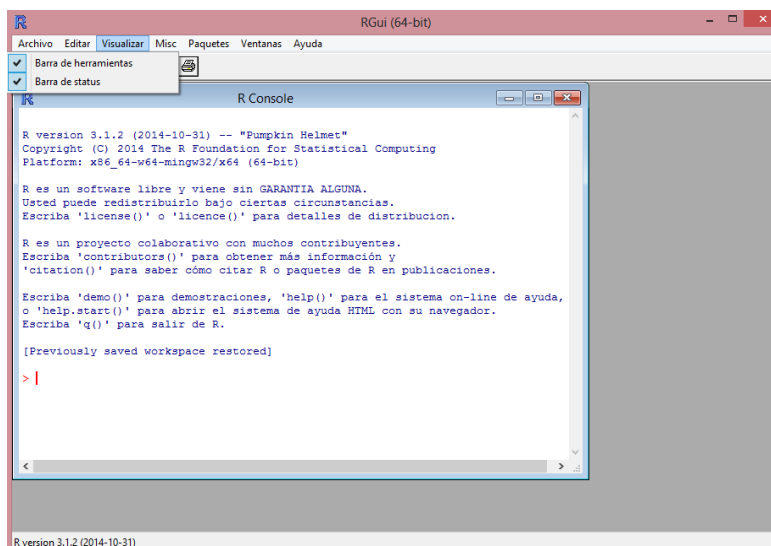 RGui (64-bit)
Archivo Editar Visualizar Misc Paquetes Ventanas Ayuda
Barra de herramientas
Barra de status
R Console
R version 3.1.2 (2014-10-31) -- "Pumpkin Helmet"
Copyright (C) 2014 The R Foundation for Statistical Computing
Platform: x86_64-w64-mingw32/x64 (64-bit)
R es un software libre y viene sin GARANTIA ALGUNA.
Usted puede redistribuirlo bajo ciertas circunstancias.
Escriba 'license()' o 'licence()' para detalles de distribucion.
R es un proyecto colaborativo con muchos contribuyentes.
Escriba 'contributors()' para obtener más información y
'citation()' para saber cómo citar R o paquetes de R en publicaciones.
Escriba 'demo()' para demostraciones, 'help()' para el sistema on-line de ayuda,
o 'help.start()' para abrir el sistema de ayuda HTML con su navegador.
Escriba 'q()' para salir de R.
[Previously saved workspace restored]
>
R version 3.1.2 (2014-10-31)